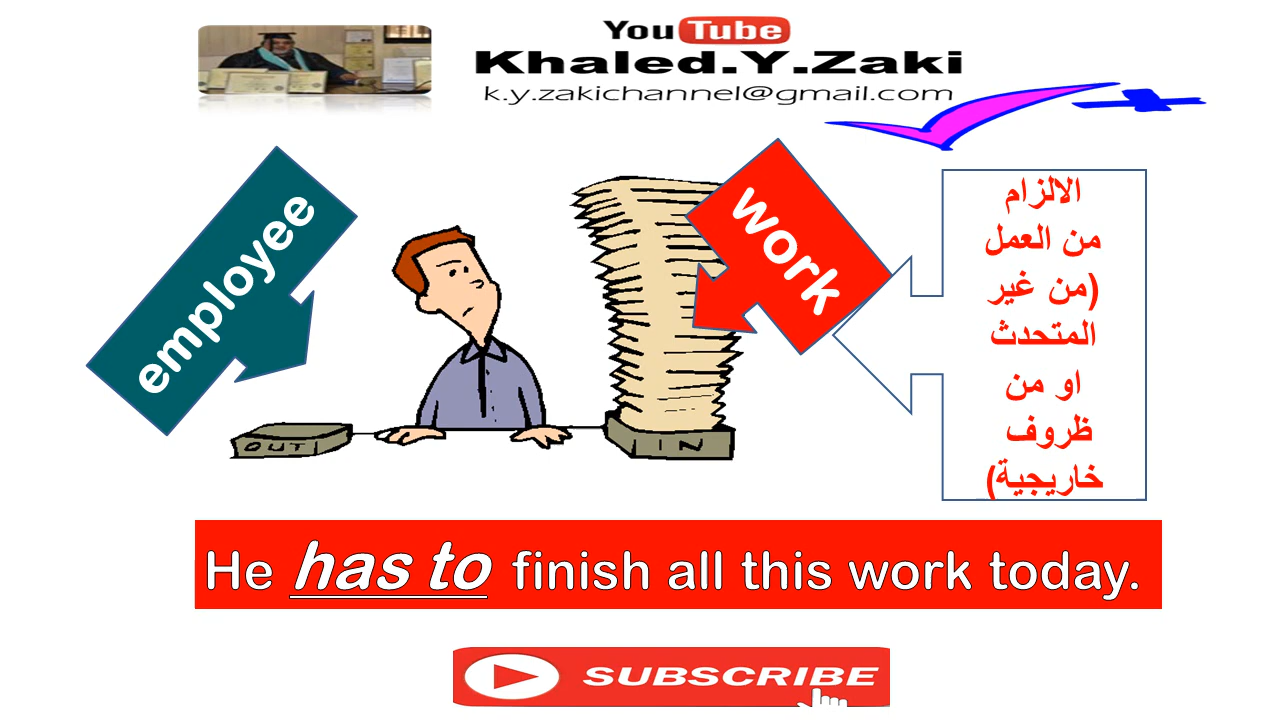 YouTube
Khaled.Y.Zaki
k.y.zakichannel@gmail.com
employee
work
الالزام
من العمل
(من غير
المتحدث
او من
ظروف
خاريجية)
OUT
IN
He has to finish all this work today.
SUBSCRIBE